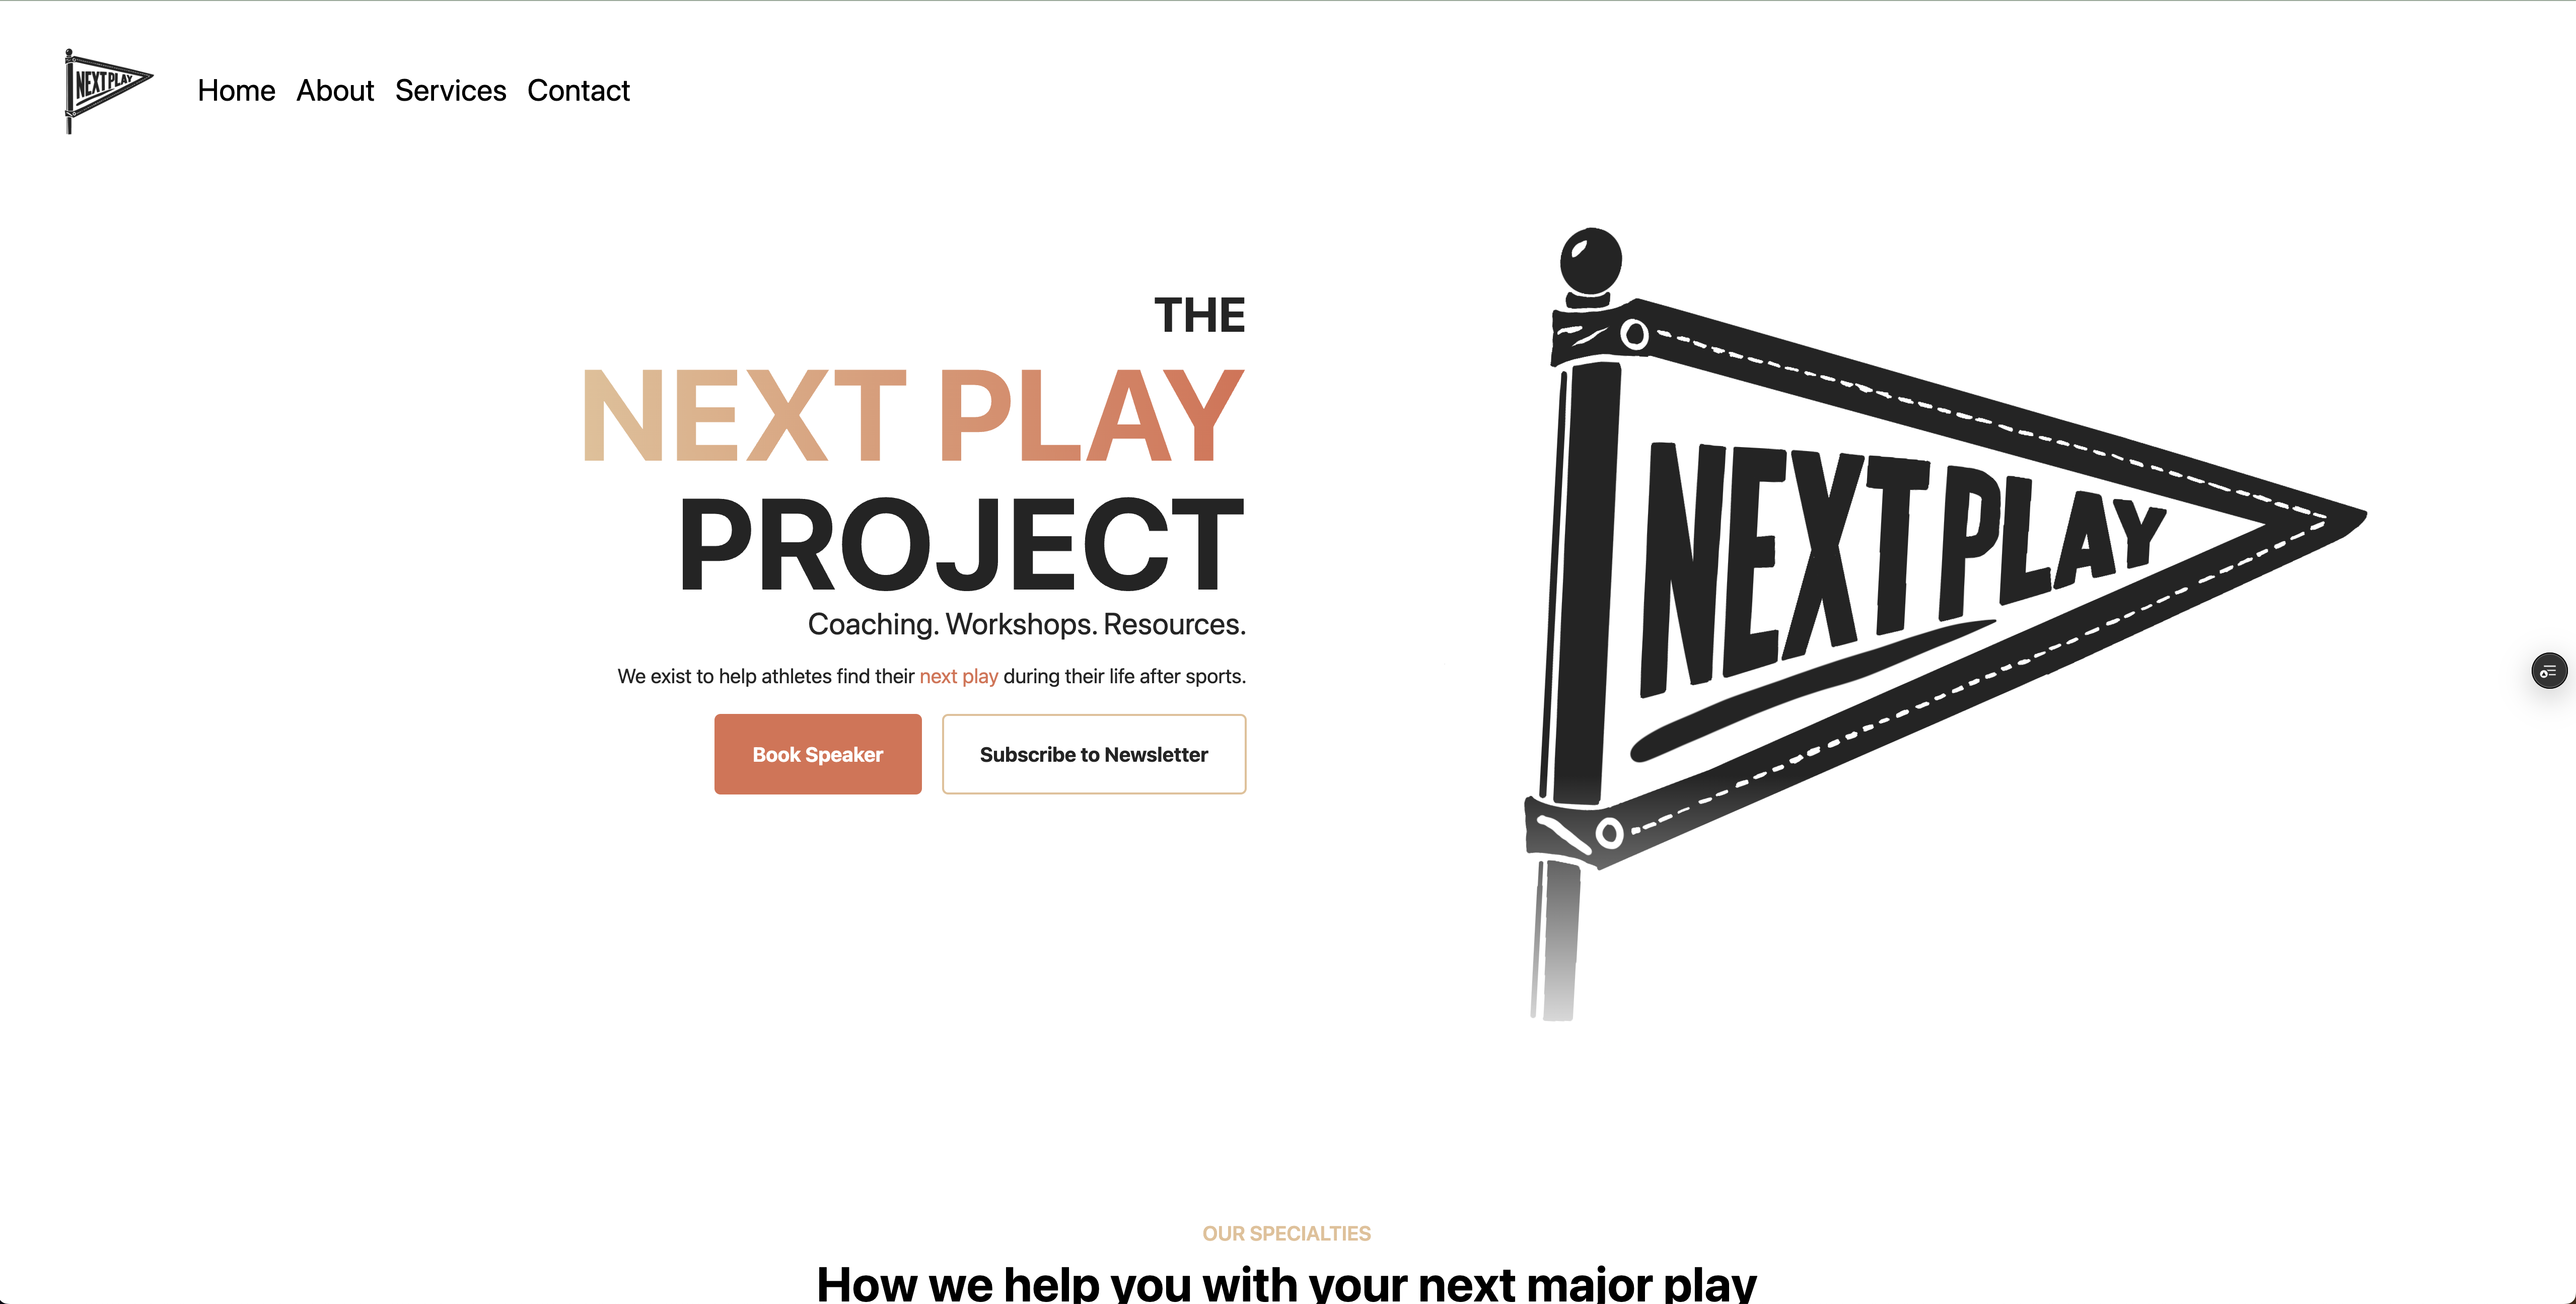 NEXT PLAY
Home About Services Contact
THE
NEXT PLAY
PROJECT
Coaching. Workshops. Resources.
We exist to help athletes find their next play during their life after sports.
Book Speaker
Subscribe to Newsletter
NEXT PLAY
OUR SPECIALTIES
How we help you with your next major play